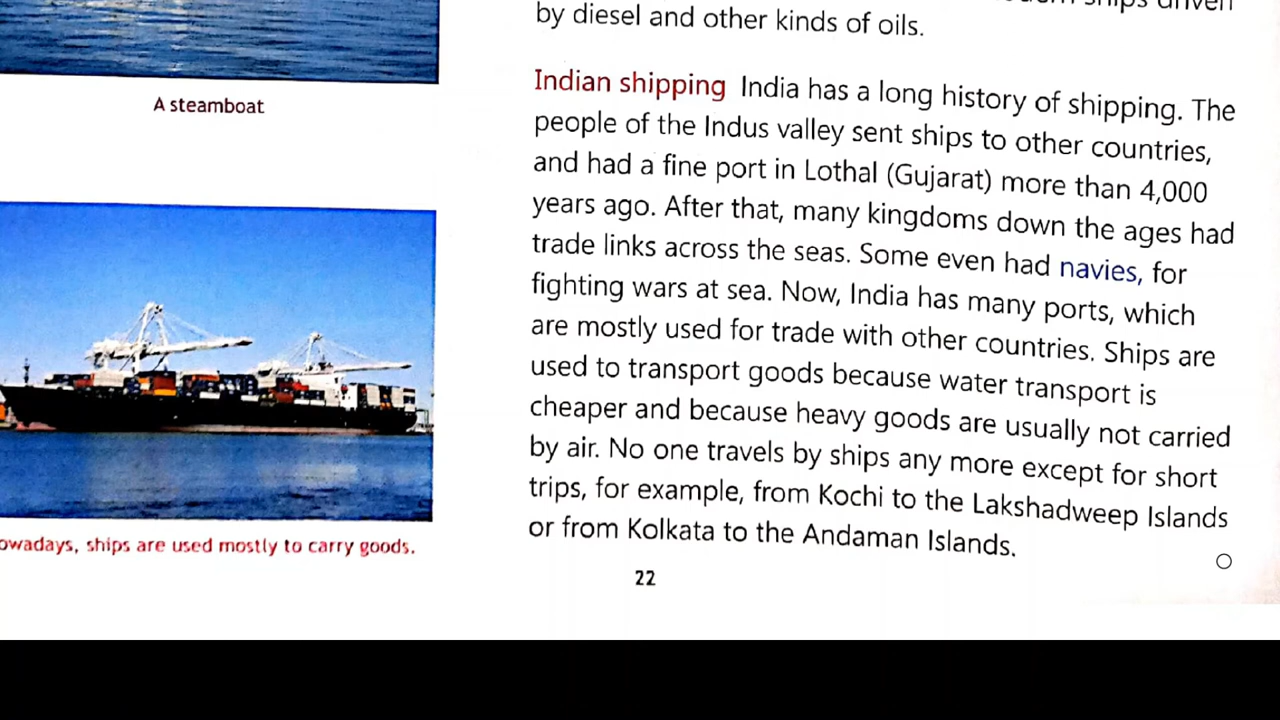 by diesel and other kinds of oils.
A steamboat
Indian shipping India has a long history of shipping. The
people of the Indus valley sent ships to other countries,
and had a fine port in Lothal (Gujarat) more than 4,000
years ago. After that, many kingdoms down the ages had
trade links across the seas. Some even had navies, for
fighting wars at sea. Now, India has many ports, which
are mostly used for trade with other countries. Ships are
used to transport goods because water transport is
cheaper and because heavy goods are usually not carried
by air. No one travels by ships any more except for short
trips, for example, from Kochi to the Lakshadweep Islands
or from Kolkata to the Andaman Islands.
ships are used mostly to carry goods.
22